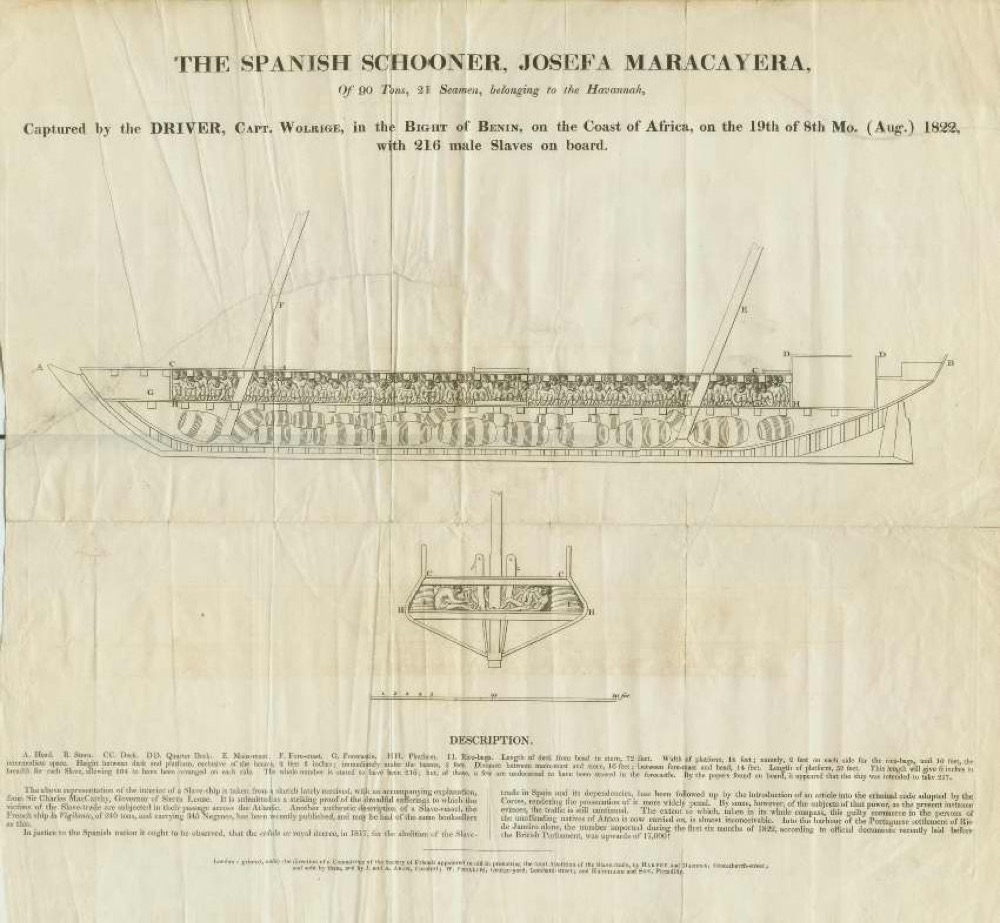 THE SPANISH SCHOONER, JOSEFA MARACAYERA,
Of 90 Tons, 21 Seamen, belonging to the Havannah,
Captured by the DRIVER, CAPT. WOLRIGE, in the BIGHT of BENIN, on the Coast of Africa, on the 19th of 8th Mo. (Aug.) 1822,
with 216 male Slaves on board.
F
E
A
C
C
D
D
B
G
H
H
C
C
H
H
DESCRIPTION.
A. Head. B. Stern. CC. Deck. DD. Quarter Deck. E. Main-mast. F. Fore-mast. G. Forecastle. HH. Platform. II. Rice-bags. Length of deck from head to stern, 72 feet. Width of platform, 14 feet; namely, 2 feet on each side for the rice-bags, and 10 feet, the
intermediate space. Height between deck and platform, exclusive of the beams, immediately under the beams, 2 feet. Distance between main-mast and stern, between fore-mast and head, 14 feet. Length of platform, This length will give 6 inches in
breadth for each Slave, allowing 104 to have been arranged on each side. The whole number is stated to have been 216; but, of these, a few are understood to have been stowed in the forecastle. By the papers found on board, it appeared that the ship was intended to take
The above representation of the interior of a Slave-ship is taken from a sketch lately received, with an accompanying explanation,
from Sir Charles MacCarthy, Governor of Sierra Leone. It is submitted as a striking proof of the dreadful sufferings to which the
victims of the Slave-trade are subjected in their passage across the Atlantic. Another authentic description of a Slave-vessel, the
French ship la Vigilante, of 240 tons, and carrying 345 Negroes, has been recently published, and may be had of the same booksellers
as this.
In justice to the Spanish nation it ought to be observed, that the cedula or royal decree, in 1817, for the abolition of the Slave-
trade in Spain and its dependencies, has been followed up by the introduction of an article into the criminal code adopted by the
Cortes, rendering the prosecution of it more widely penal. By some, however, of the subjects of that power, as the present instance
evinces, the traffic is still continued. The extent to which, taken in its whole compass, this guilty commerce in the persons of
the unoffending natives of Africa is now carried on, is almost inconceivable. Into the harbour of the Portuguese settlement of Rio
de Janeiro alone, the number imported during the first six months of 1822, according to official documents recently laid before
the British Parliament, was upwards of 17,000!
London: printed, under the direction of a Committee of the Society of Friends appointed to aid in promoting the total Abolition of the Slave-trade, by HARVEY and DARTON, Gracechurch-street;
and sold by them, and by J. and A. ARCH, Cornhill; W. PHILLIPS, George-yard, Lombard-street; and HATCHARD and SON, Piccadilly.